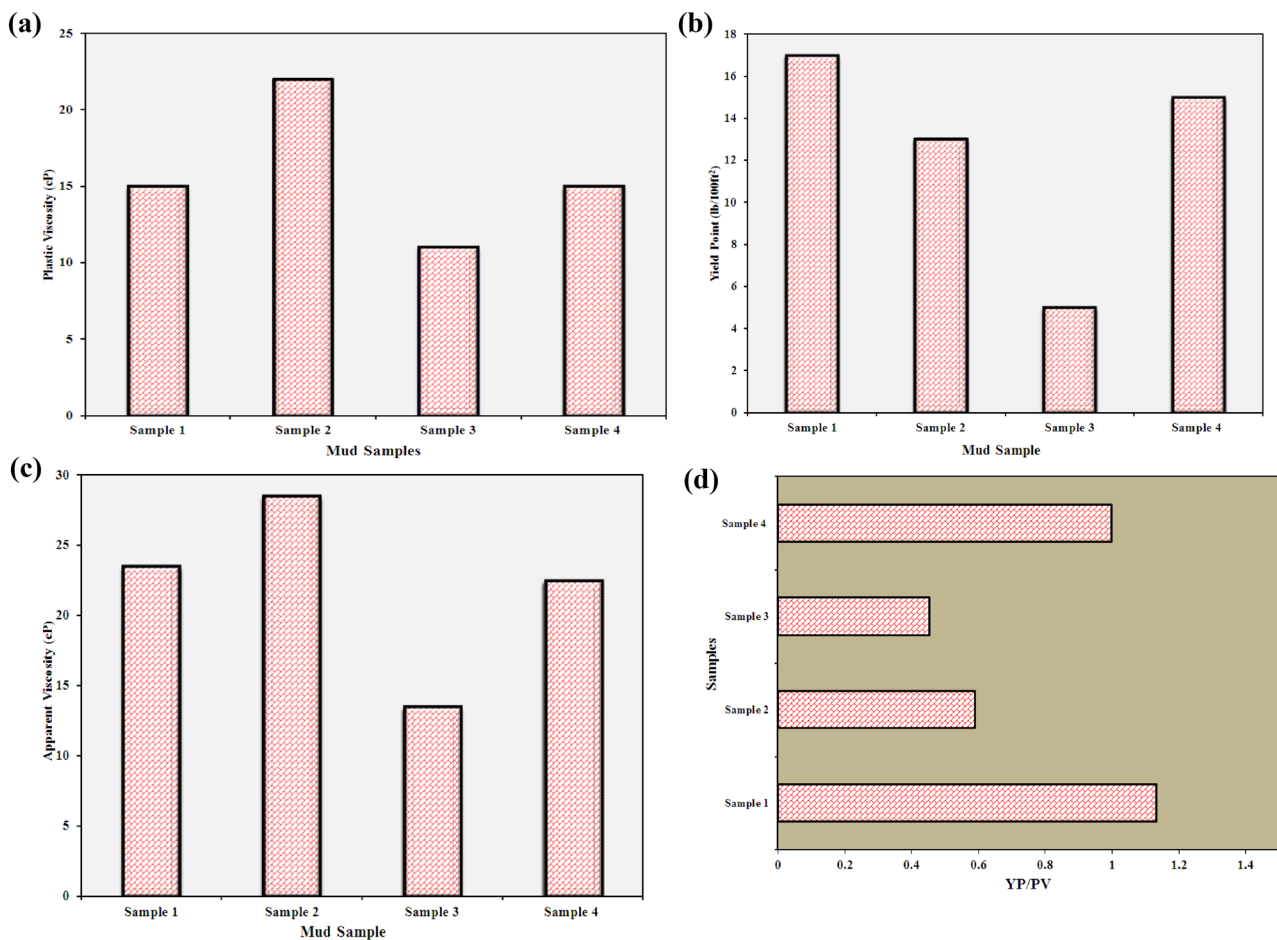 (a)
25
20
15
10
5
0
Plastic Viscosity (cP)
Sample 1 Sample 2 Sample 3 Sample 4
Mud Samples
(b)
18
16
14
12
10
8
6
4
2
0
Yield Point (lb/100ft²)
Sample 1 Sample 2 Sample 3 Sample 4
Mud Sample
(c)
30
25
20
15
10
5
0
Apparent Viscosity (cP)
Sample 1 Sample 2 Sample 3 Sample 4
Mud Sample
(d)
Samples
Sample 4
Sample 3
Sample 2
Sample 1
0 0.2 0.4 0.6 0.8 1 1.2 1.4
YP/PV